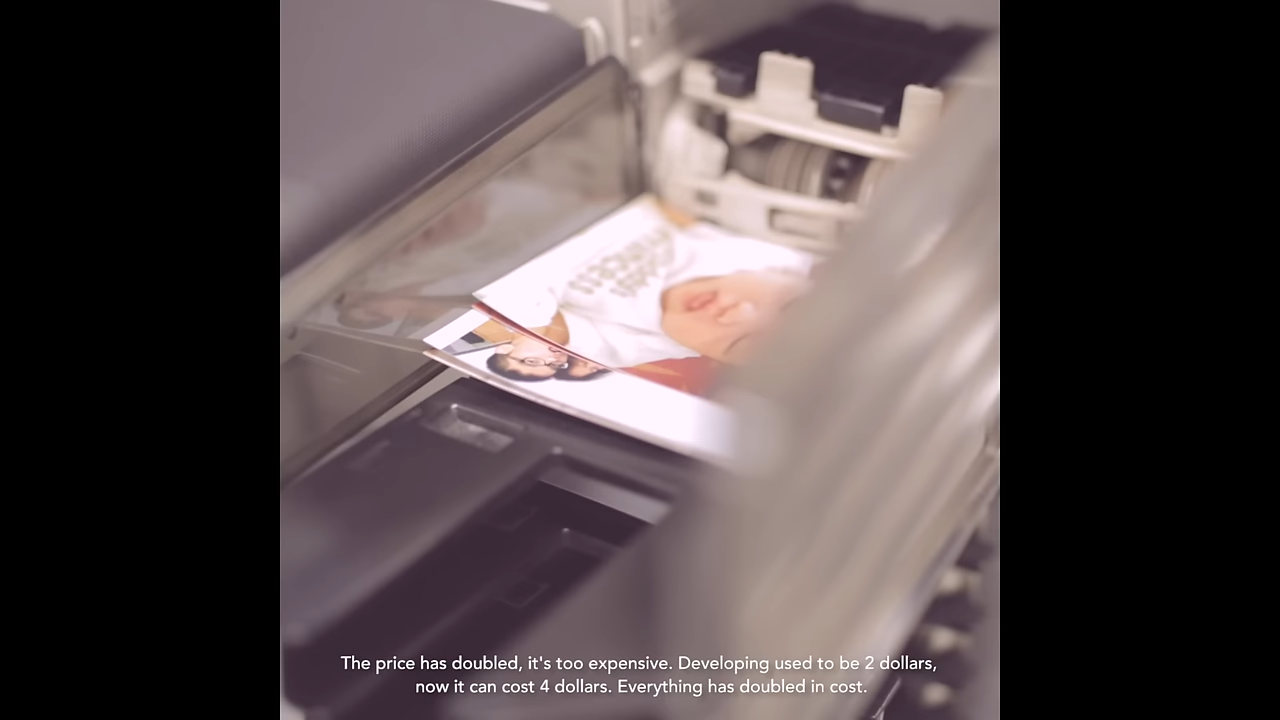 The price has doubled, it's too expensive. Developing used to be 2 dollars,
now it can cost 4 dollars. Everything has doubled in cost.